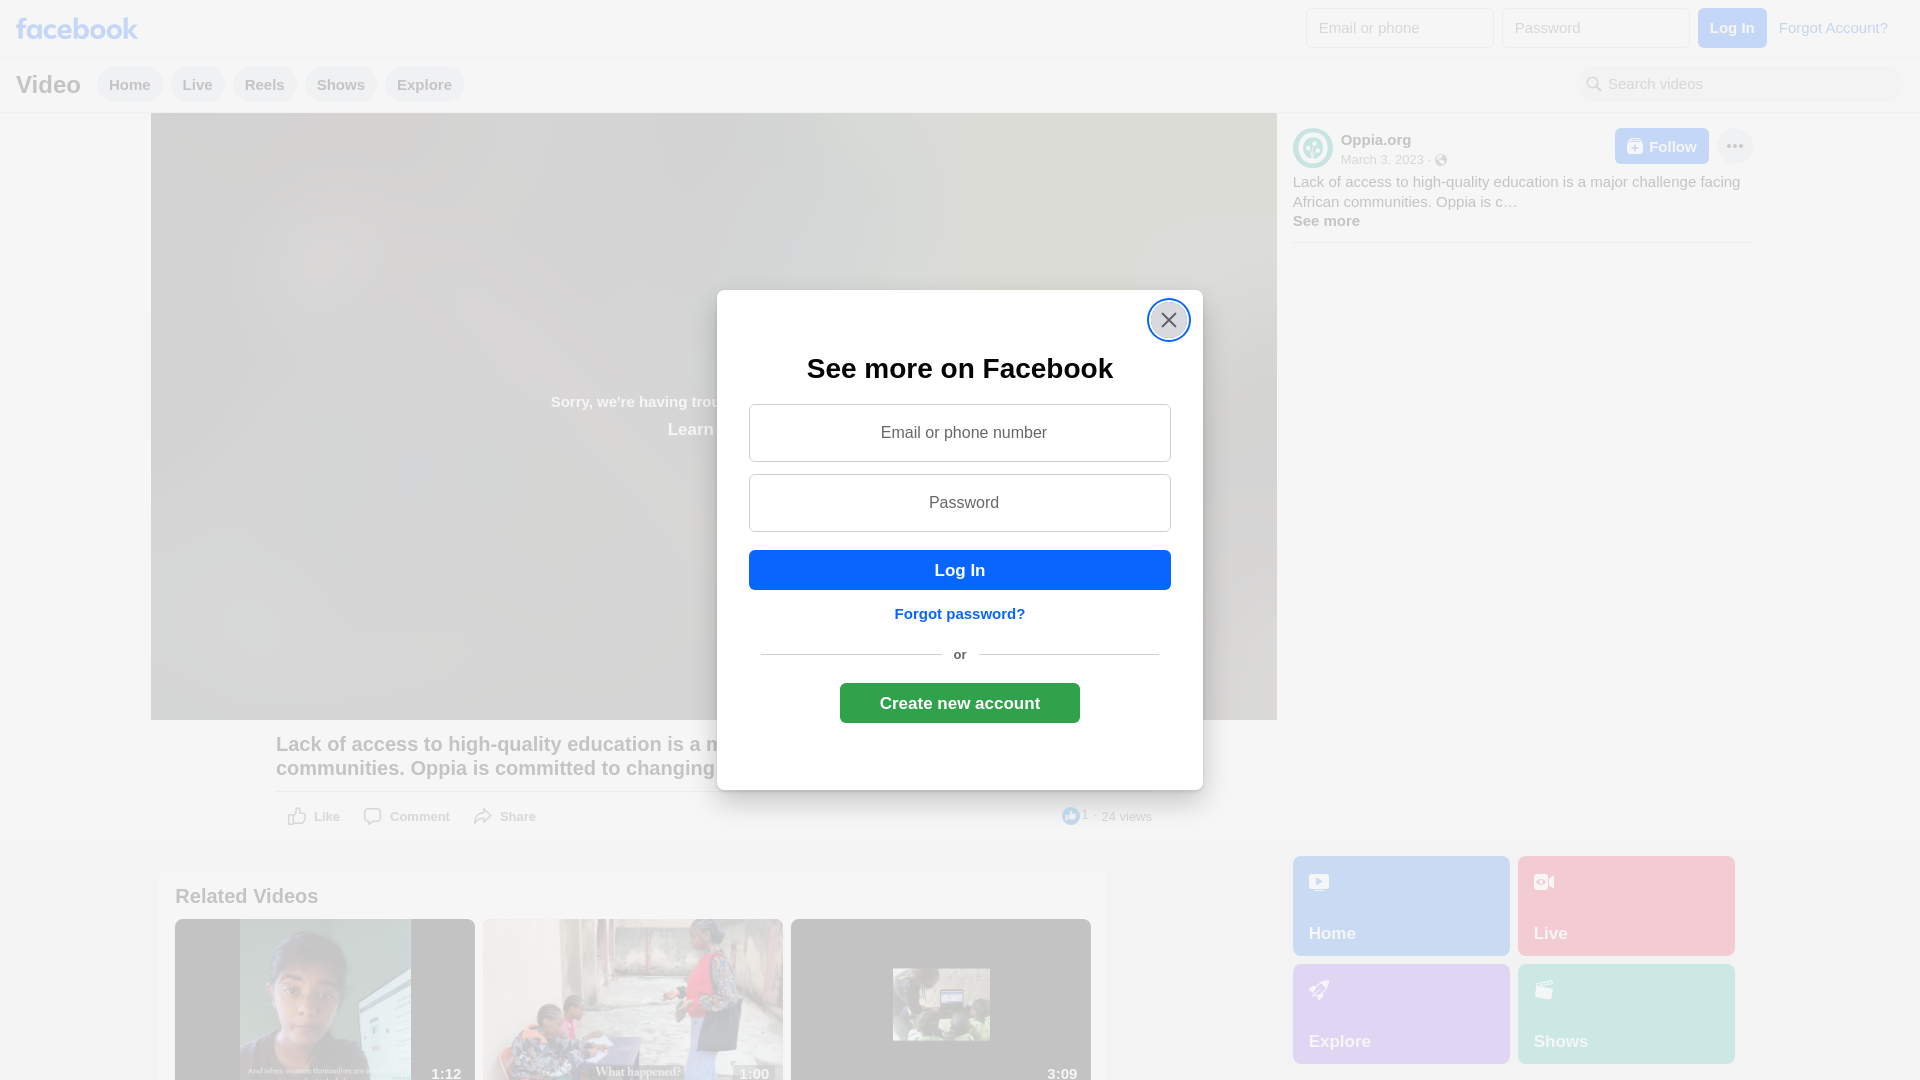 facebook
Email or phone
Password
Log In
Forgot Account?
Video
Home
Live
Reels
Shows
Explore
Search videos
Oppia.org
March 3, 2023 ·
Follow
Lack of access to high-quality education is a major challenge facing
African communities. Oppia is c…
See more
Sorry, we're having
Learn
See more on Facebook
Email or phone number
Password
Log In
Forgot password?
or
Create new account
Lack of access to high-quality education is a
communities. Oppia is committed to changing
Like
Comment
Share
1 · 24 views
Related Videos
And when women themselves are
1:12
What happened?
1:00
3:09
Home
Live
Explore
Shows